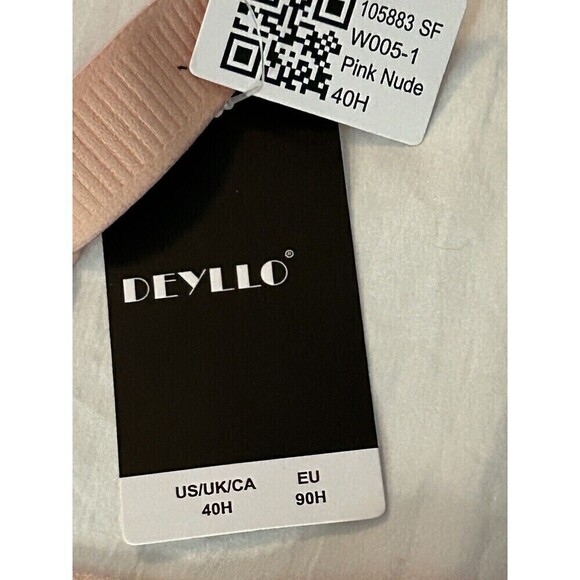 105883 SF
W005-1
Pink Nude
40H
DEYLLO®
US/UK/CA EU
40H 90H